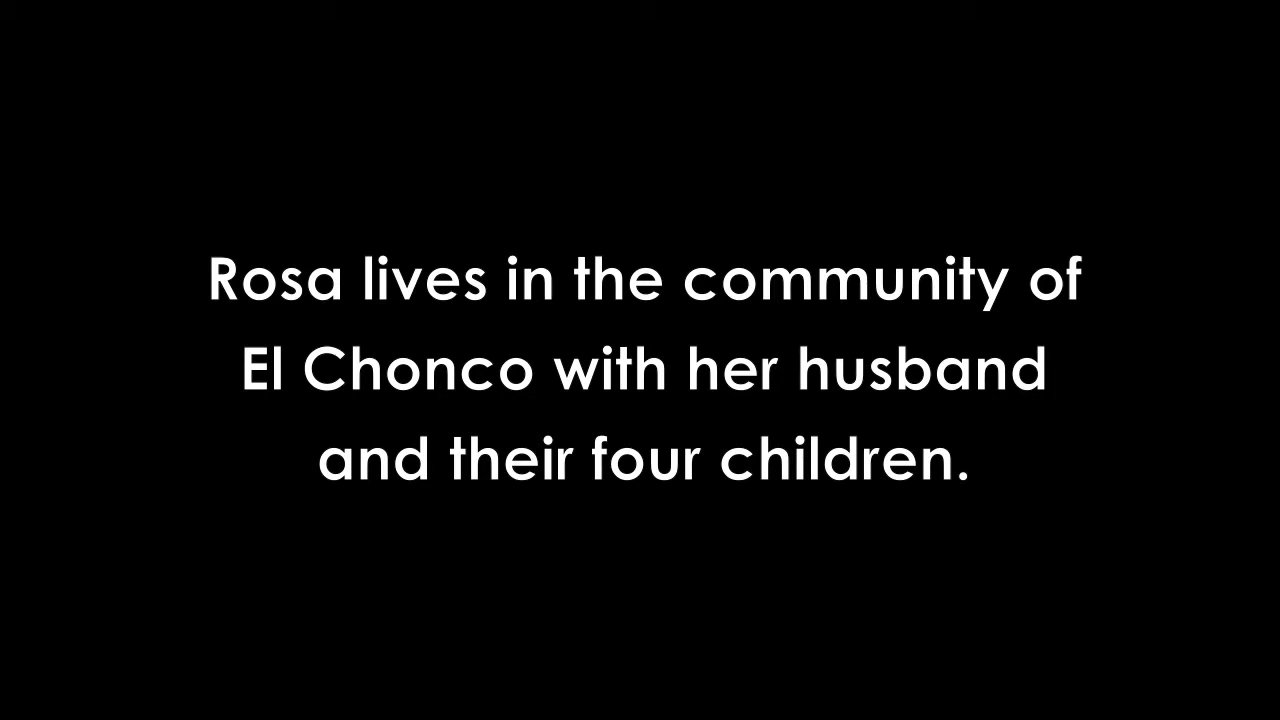 Rosa lives in the community of
El Chonco with her husband
and their four children.